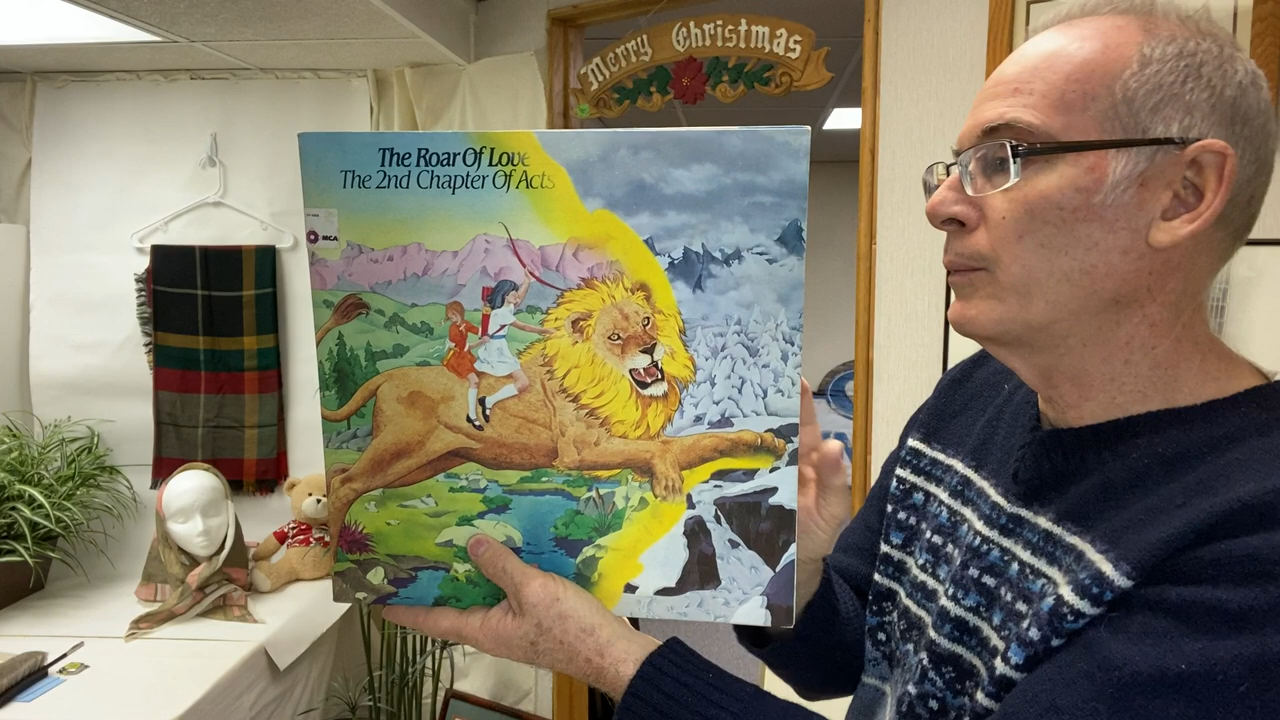 Merry Christmas
The Roar Of Love
The 2nd Chapter Of Acts
MCA